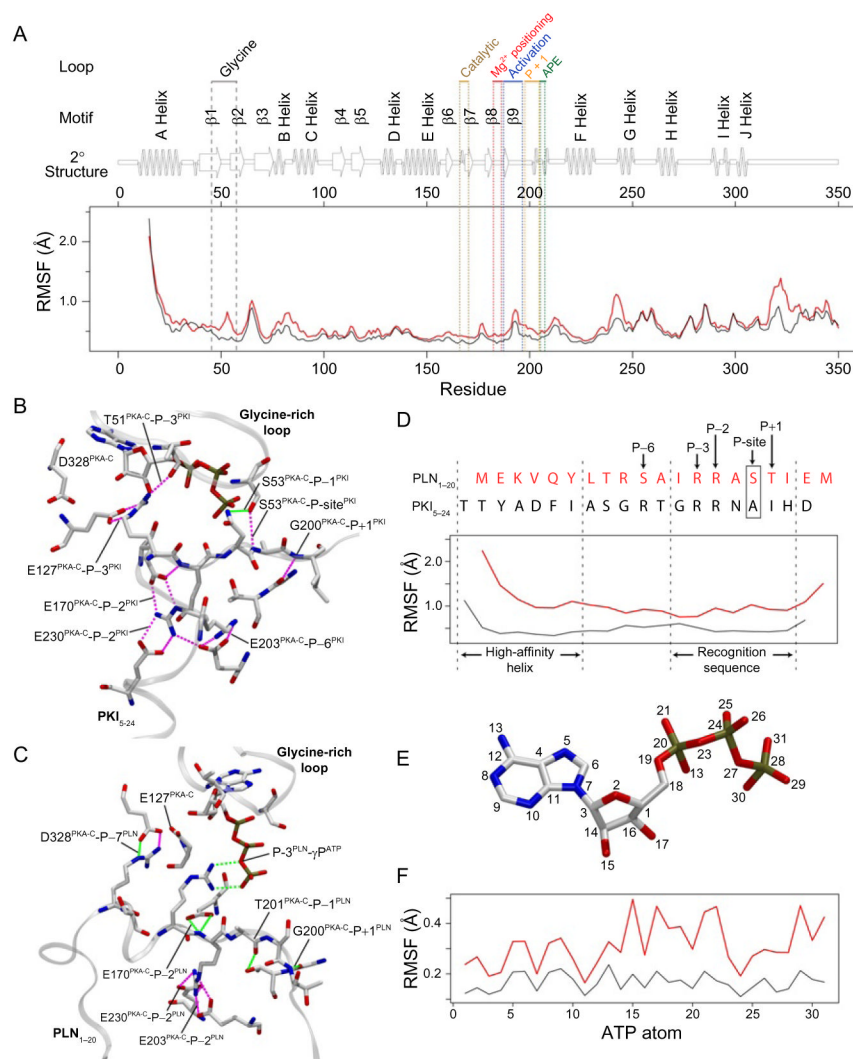 A
Loop
Glycine
Catalytic
Mg2+ positioning
Activation
P + 1
APE
Motif
A Helix
β1
β2
β3
B Helix
C Helix
β4
β5
D Helix
E Helix
β6
β7
β8
β9
F Helix
G Helix
H Helix
I Helix
J Helix
2° Structure
0 50 100 150 200 250 300 350
RMSF (Å)
2.0
1.0
0 50 100 150 200 250 300 350
Residue
B
T51PKA-C-P−3PKI
Glycine-rich
loop
D328PKA-C
S53PKA-C-P−1PKI
S53PKA-C-P-sitePKI
G200PKA-C-P+1PKI
E127PKA-C-P−3PKI
E170PKA-C-P−2PKI
E230PKA-C-P−2PKI
E203PKA-C-P−6PKI
PKI5-24
C
Glycine-rich
loop
E127PKA-C
D328PKA-C-P−7PLN
P-3PLN-γPATP
T201PKA-C-P−1PLN
G200PKA-C-P+1PLN
E170PKA-C-P−2PLN
E230PKA-C-P−2PLN
E203PKA-C-P−2PLN
PLN1–20
D
P−6
P−3
P−2
P-site
P+1
PLN1–20 M E K V Q Y L T R S A I R R A S T I E M
PKI5–24 T T Y A D F I A S G R T G R R N A I H D
RMSF (Å)
2.0
1.0
0
High-affinity
helix
Recognition
sequence
E
13
12
4
5
6
8
7
9
10
11
3
2
1
14
16
15
17
18
19
20
21
13
23
24
25
26
27
28
29
30
31
F
RMSF (Å)
0.4
0.2
0 5 10 15 20 25 30
ATP atom